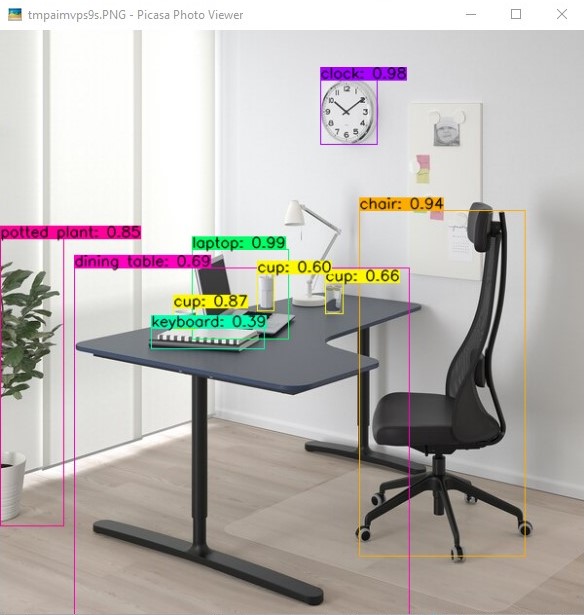 tmpaimvps9s.PNG - Picasa Photo Viewer
clock: 0.98
chair: 0.94
potted plant: 0.85
laptop: 0.99
dining table: 0.69
cup: 0.60
cup: 0.66
cup: 0.87
keyboard: 0.39